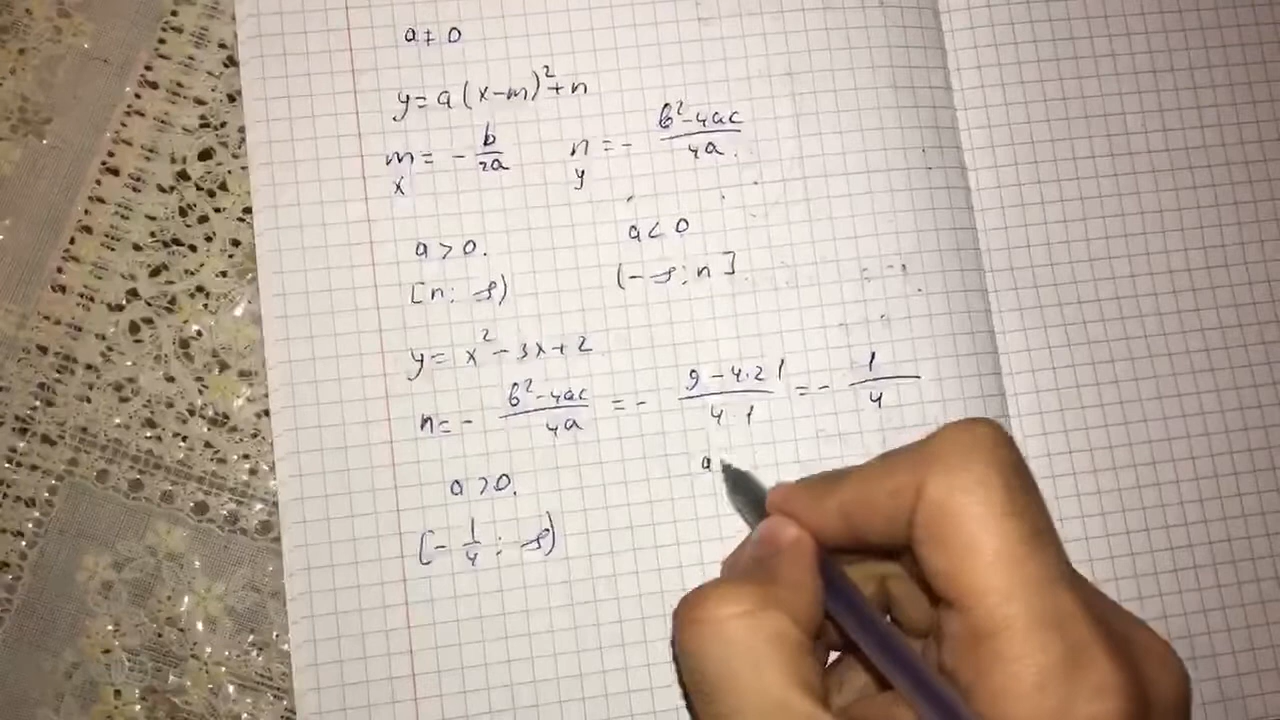 a ≠ 0
y = a (x-m)² + n
m = - b/2a n = - b²-4ac/4a.
x y
a > 0. a < 0
[n; ∞) (-∞; n].
y = x² - 3x + 2
n = - b²-4ac/4a = - 9-4·2·1/4·1 = - 1/4
a
a > 0.
[-1/4; ∞)